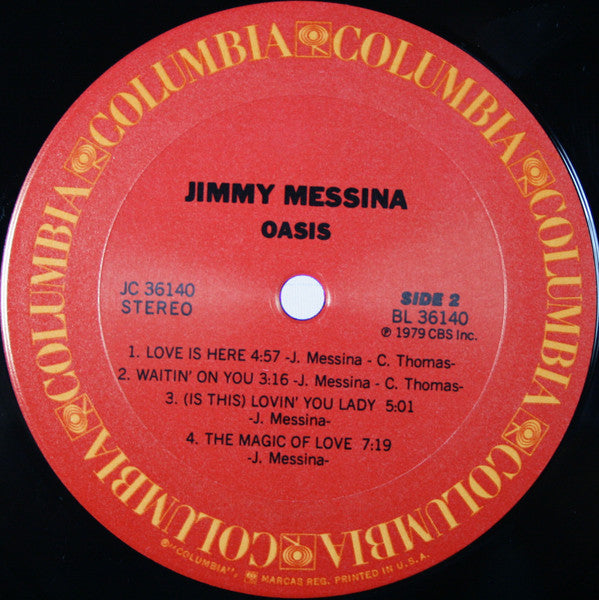 COLUMBIA COLUMBIA COLUMBIA COLUMBIA COLUMBIA COLUMBIA COLUMBIA COLUMBIA
JIMMY MESSINA
OASIS
JC 36140
STEREO
SIDE 2
BL 36140
℗ 1979 CBS Inc.
1. LOVE IS HERE 4:57 -J. Messina - C. Thomas-
2. WAITIN' ON YOU 3:16 -J. Messina - C. Thomas-
3. (IS THIS) LOVIN' YOU LADY 5:01
-J. Messina-
4. THE MAGIC OF LOVE 7:19
-J. Messina-
®"COLUMBIA", MARCAS REG. PRINTED IN U.S.A.